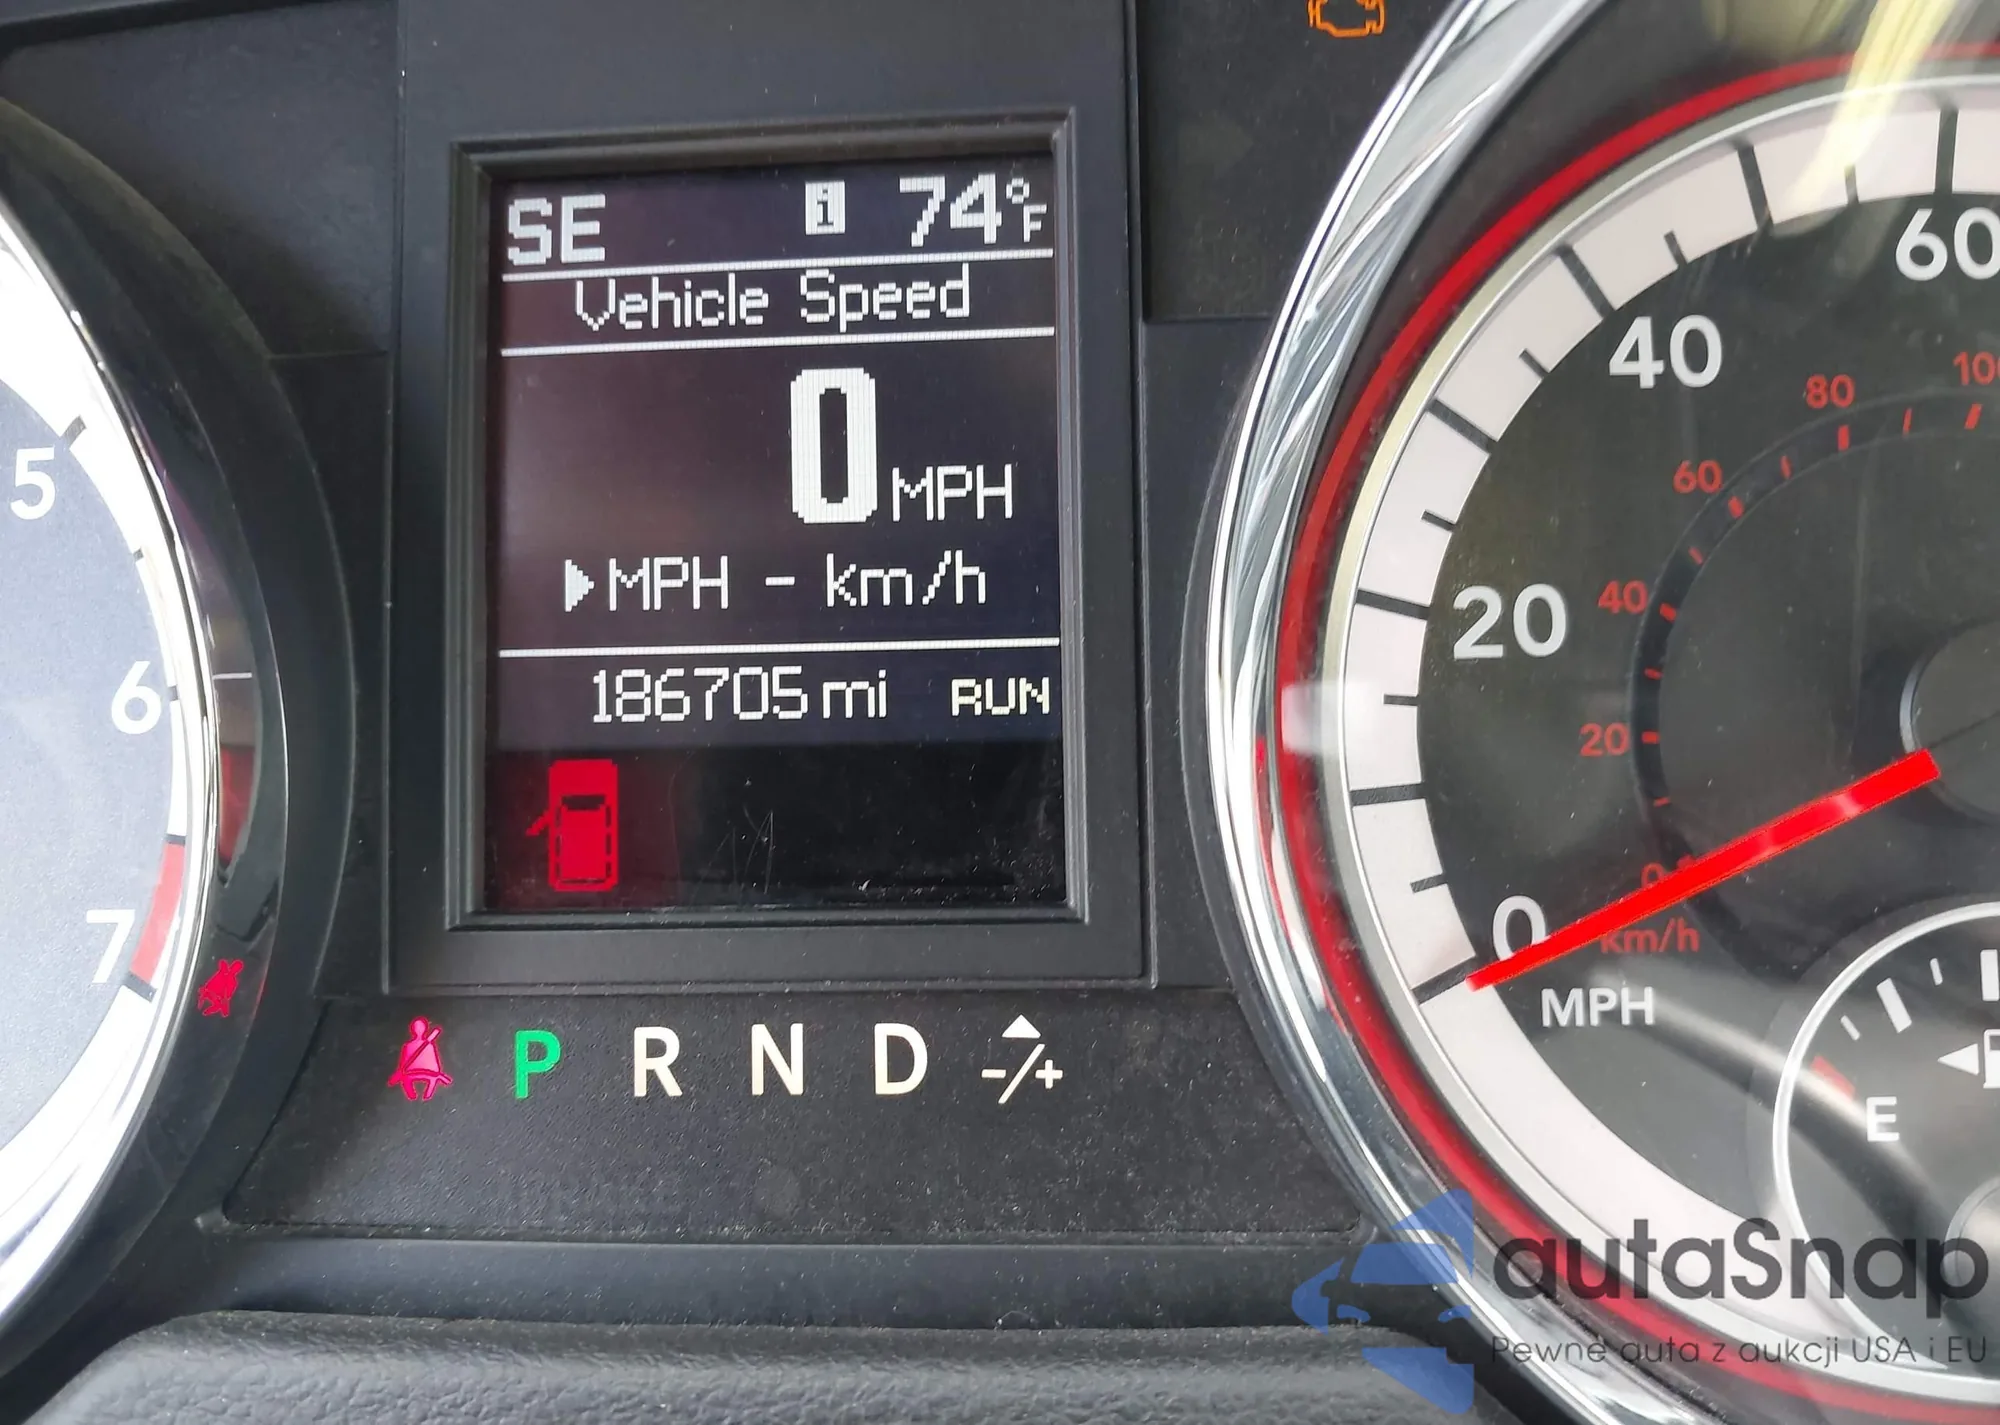 SE i 74°F
Vehicle Speed
0 MPH
▶MPH - km/h
186705 mi RUN
P R N D -/+
5
6
7
0
20
40
60
MPH
0
20
40
60
80
100
km/h
E
autaSnap
Pewne auta z aukcji USA i EU